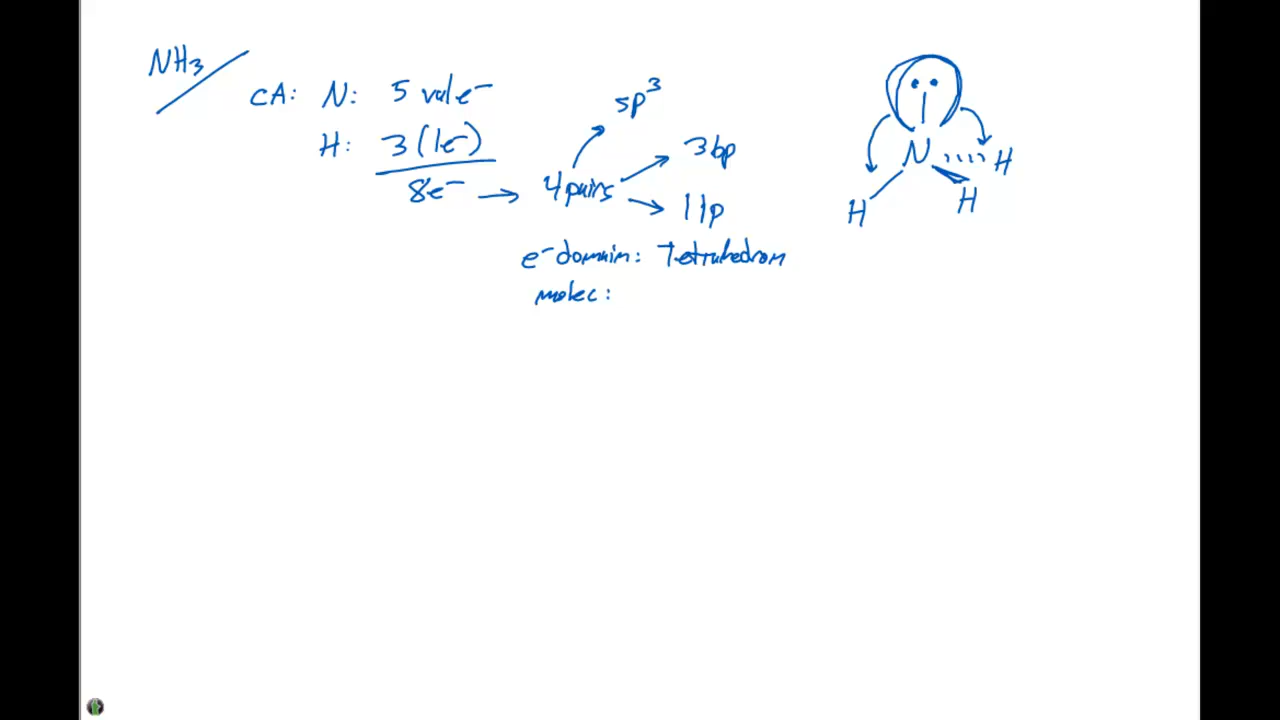 NH3
CA: N: 5 val e-
H: 3(1e-)
8e- → 4 pairs
sp3
3 bp
1 lp
e- domain: Tetrahedron
molec:
N
H
H
H